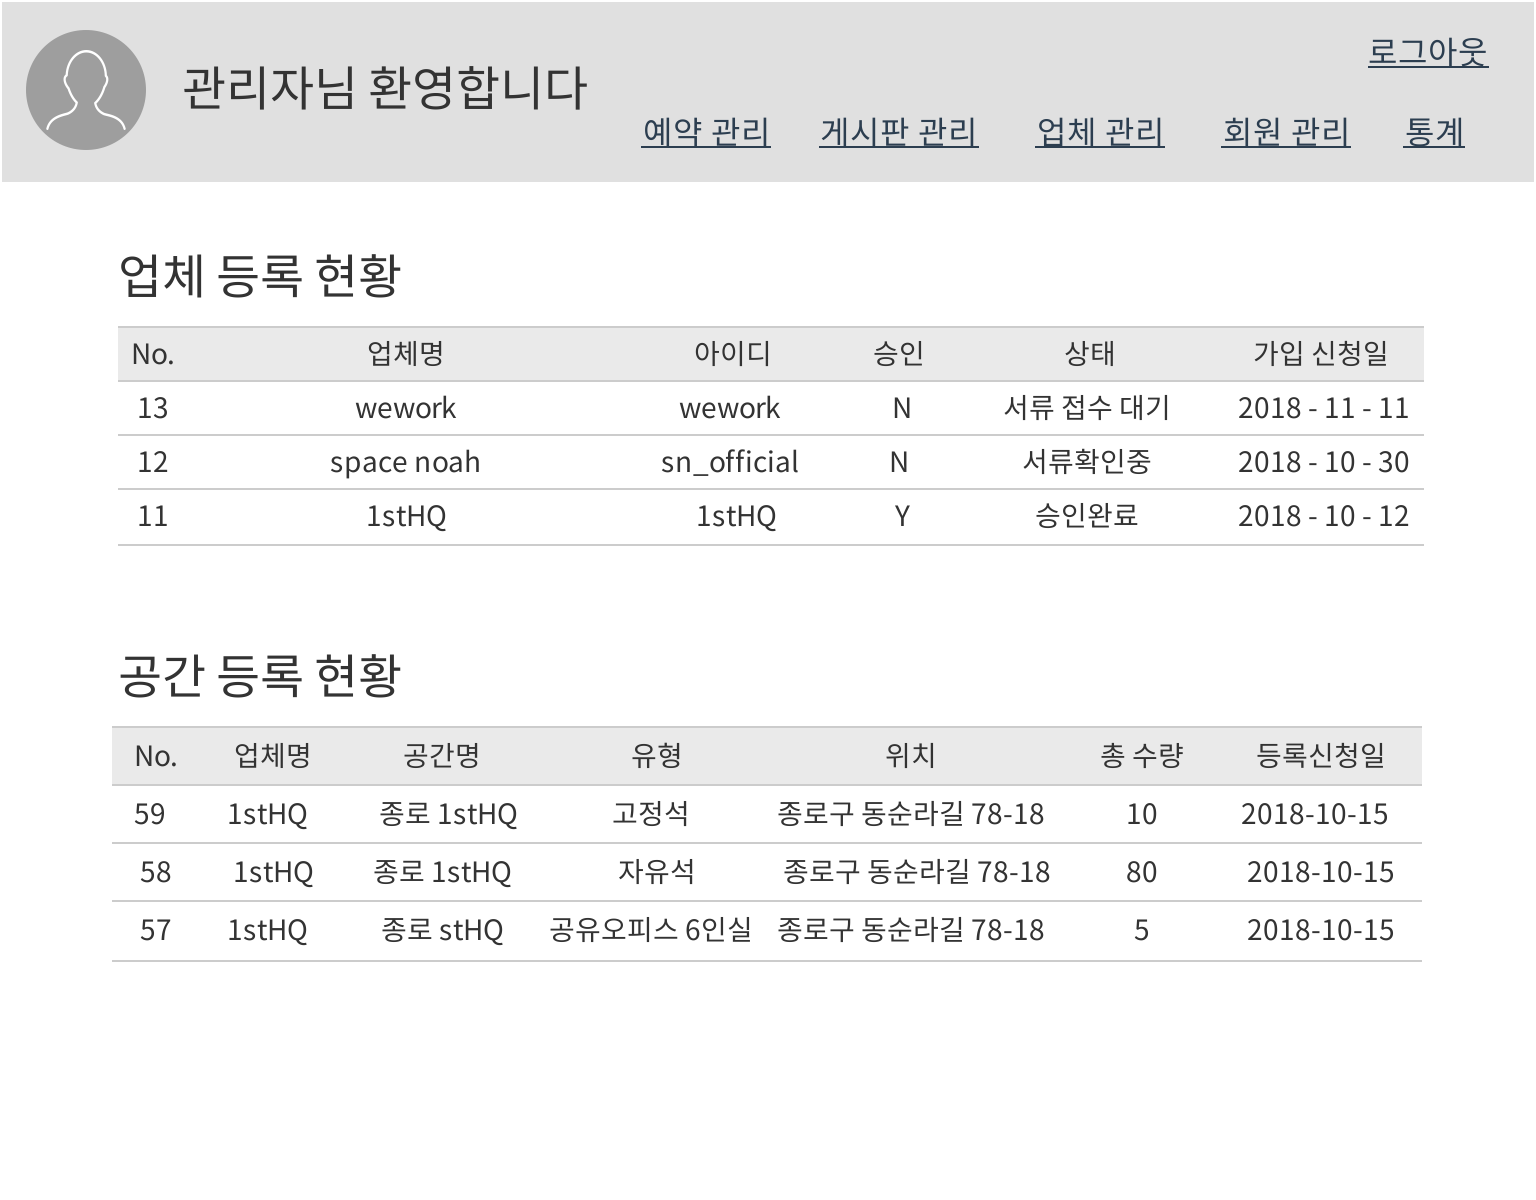 로그아웃
관리자님 환영합니다
예약 관리 게시판 관리 업체 관리 회원 관리 통계
업체 등록 현황
No. 업체명 아이디 승인 상태 가입 신청일
13 wework wework N 서류 접수 대기 2018 - 11 - 11
12 space noah sn_official N 서류확인중 2018 - 10 - 30
11 1stHQ 1stHQ Y 승인완료 2018 - 10 - 12
공간 등록 현황
No. 업체명 공간명 유형 위치 총 수량 등록신청일
59 1stHQ 종로 1stHQ 고정석 종로구 동순라길 78-18 10 2018-10-15
58 1stHQ 종로 1stHQ 자유석 종로구 동순라길 78-18 80 2018-10-15
57 1stHQ 종로 stHQ 공유오피스 6인실 종로구 동순라길 78-18 5 2018-10-15